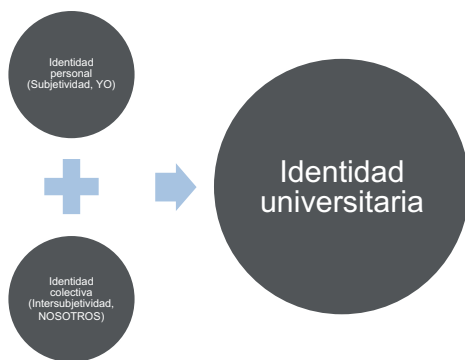 Identidad
personal
(Subjetividad, YO)
Identidad
colectiva
(Intersubjetividad,
NOSOTROS)
Identidad
universitaria